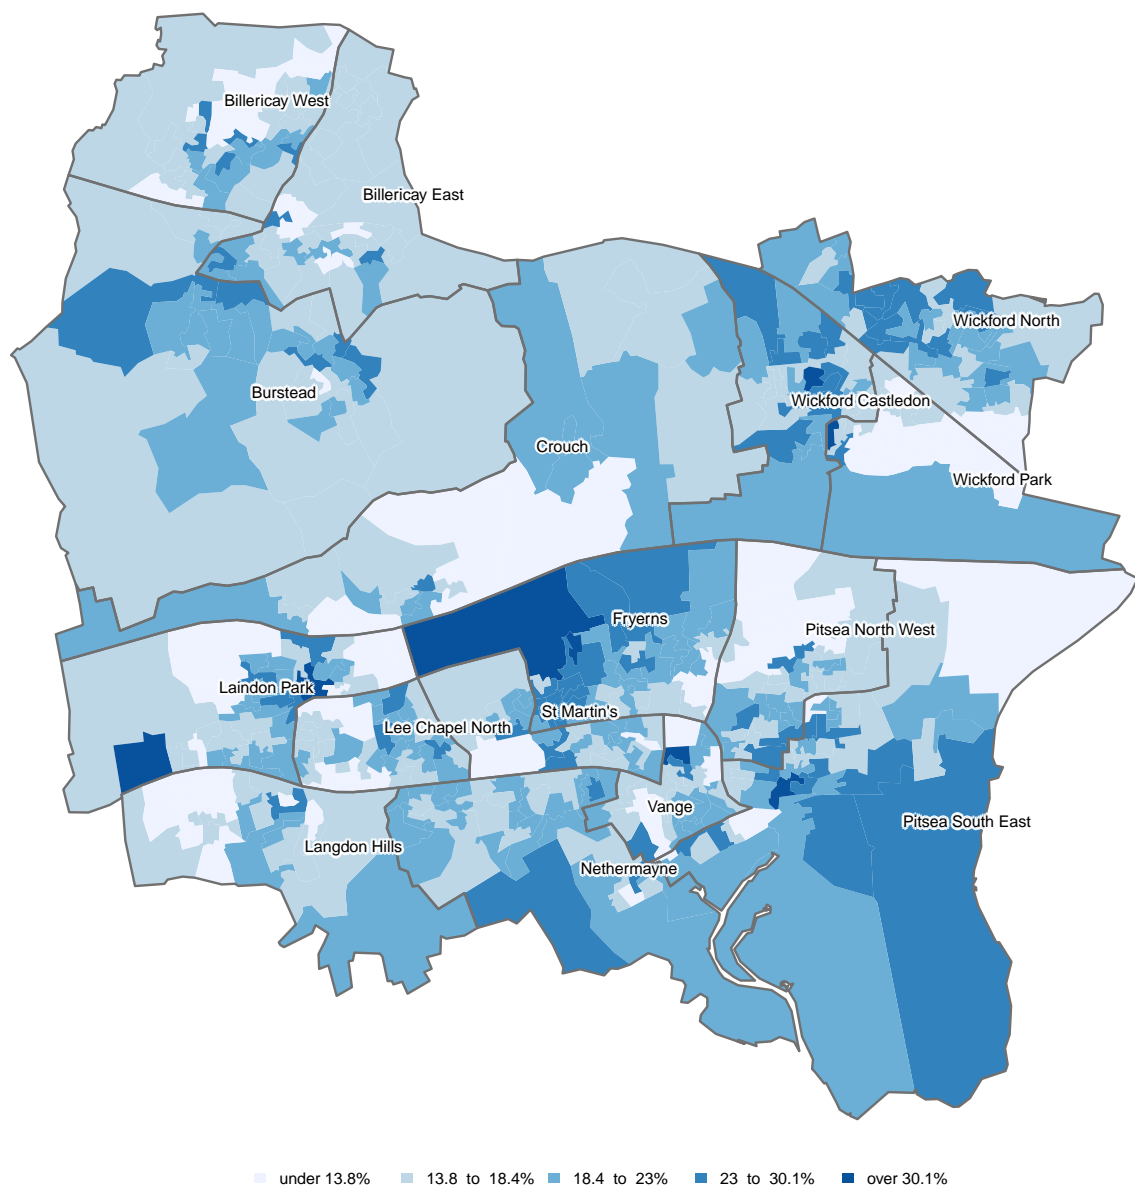 Billericay West
Billericay East
Wickford North
Burstead
Wickford Castledon
Crouch
Wickford Park
Fryerns
Pitsea North West
Laindon Park
St Martin's
Lee Chapel North
Vange
Pitsea South East
Langdon Hills
Nethermayne
under 13.8% 13.8 to 18.4% 18.4 to 23% 23 to 30.1% over 30.1%